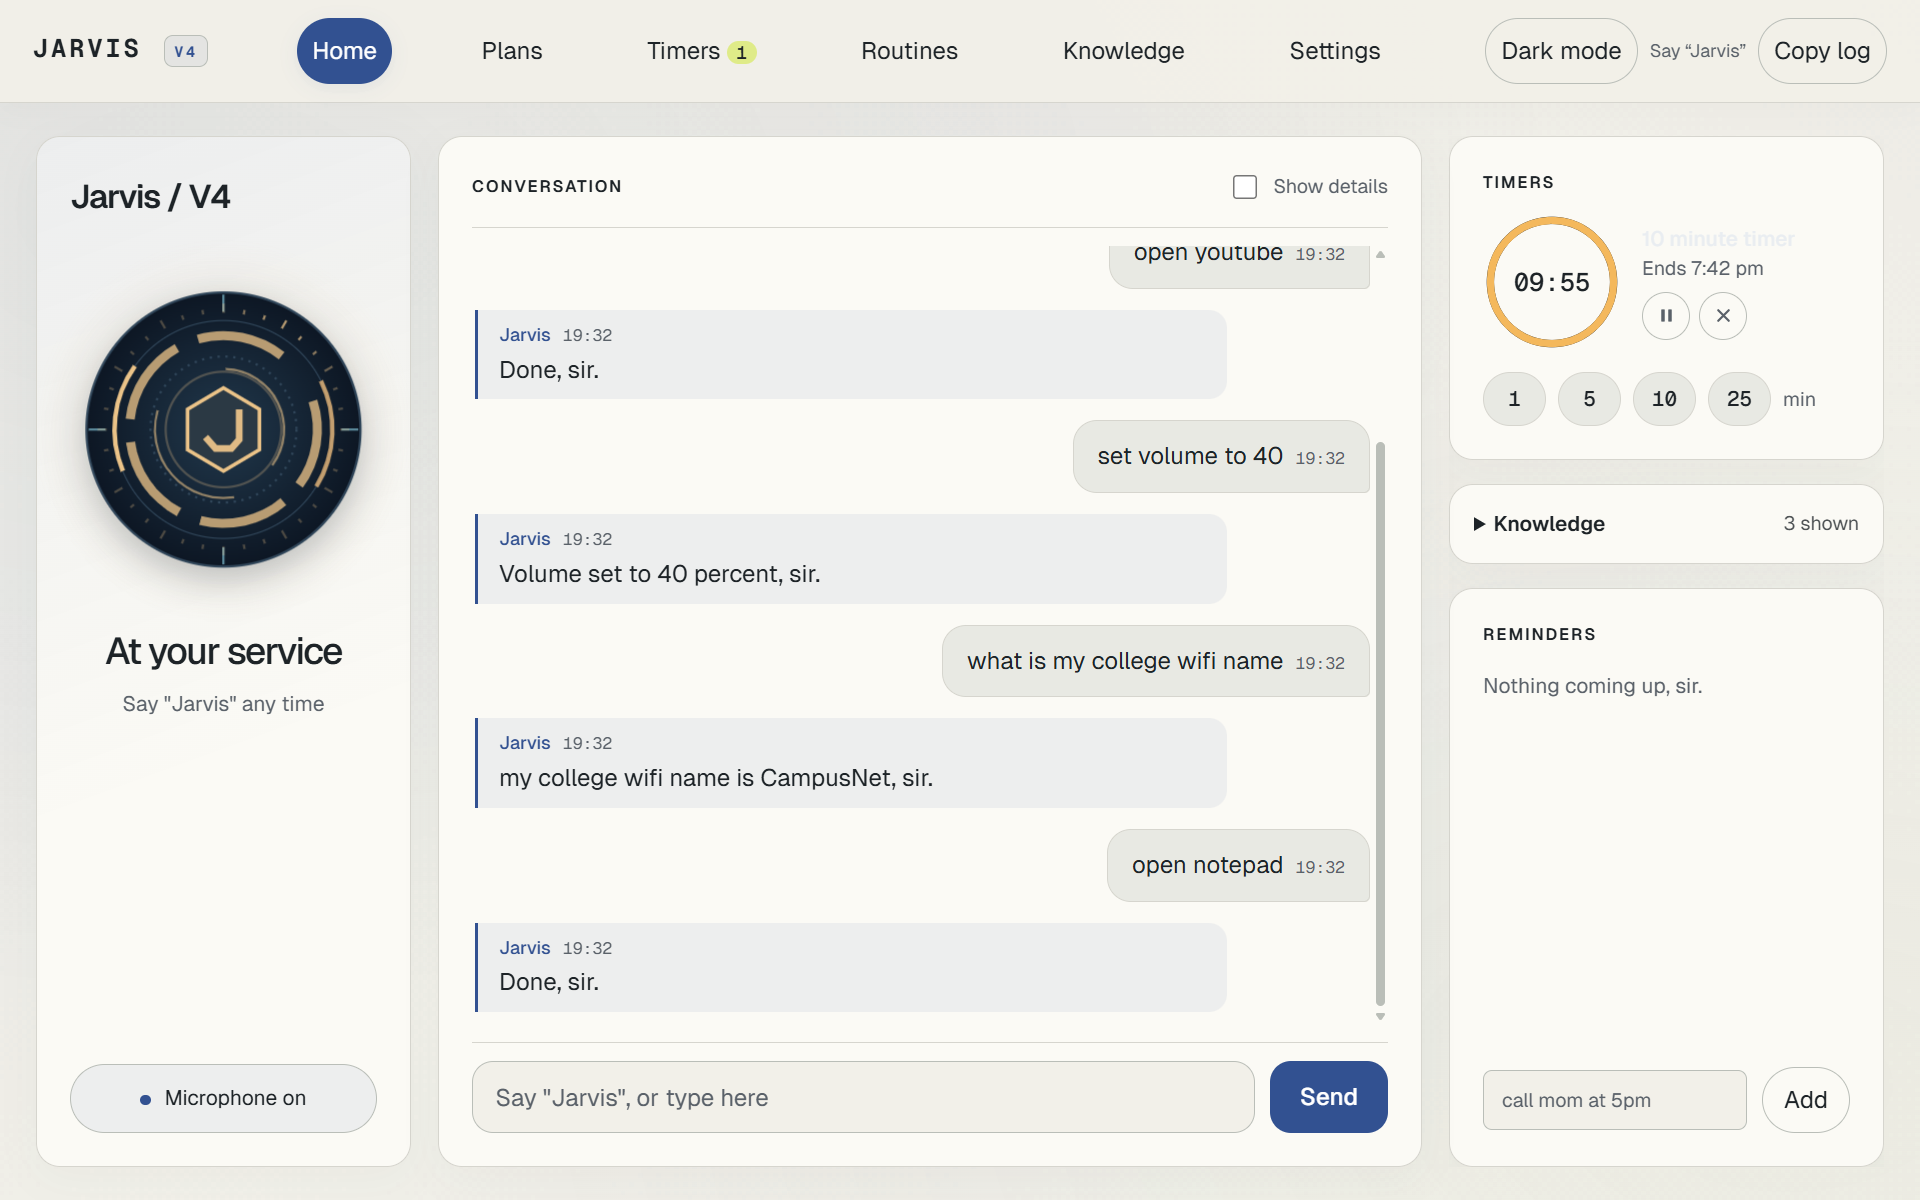 JARVIS V4 Home Plans Timers 1 Routines Knowledge Settings Dark mode Say “Jarvis” Copy log
Jarvis / V4
J
At your service
Say "Jarvis" any time
Microphone on
CONVERSATION Show details
open youtube 19:32
Jarvis 19:32
Done, sir.
set volume to 40 19:32
Jarvis 19:32
Volume set to 40 percent, sir.
what is my college wifi name 19:32
Jarvis 19:32
my college wifi name is CampusNet, sir.
open notepad 19:32
Jarvis 19:32
Done, sir.
Say "Jarvis", or type here Send
TIMERS
09:55
10 minute timer
Ends 7:42 pm
1 5 10 25 min
Knowledge 3 shown
REMINDERS
Nothing coming up, sir.
call mom at 5pm Add